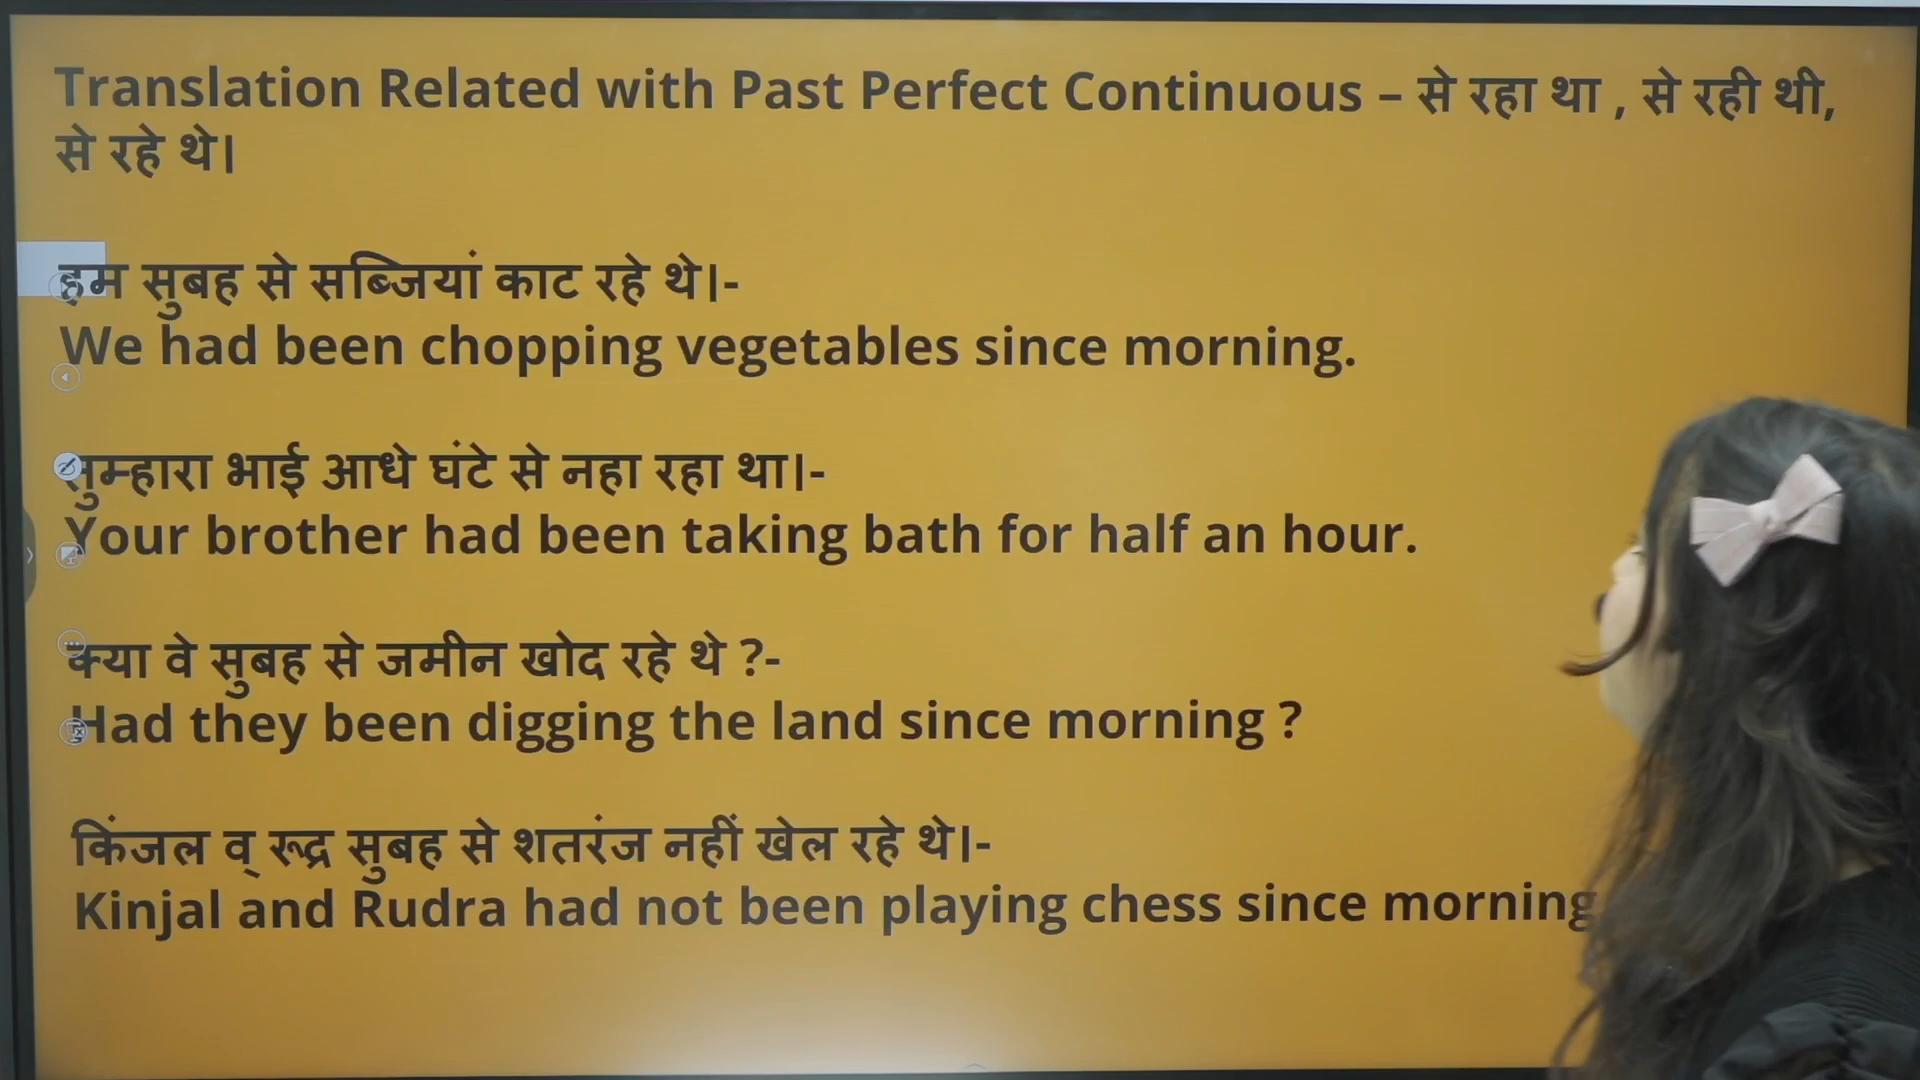 Translation Related with Past Perfect Continuous – से रहा था , से रही थी,
से रहे थे।
हम सुबह से सब्जियां काट रहे थे।-
We had been chopping vegetables since morning.
तुम्हारा भाई आधे घंटे से नहा रहा था।-
Your brother had been taking bath for half an hour.
क्या वे सुबह से जमीन खोद रहे थे ?-
Had they been digging the land since morning ?
किंजल व् रूद्र सुबह से शतरंज नहीं खेल रहे थे।-
Kinjal and Rudra had not been playing chess since morning